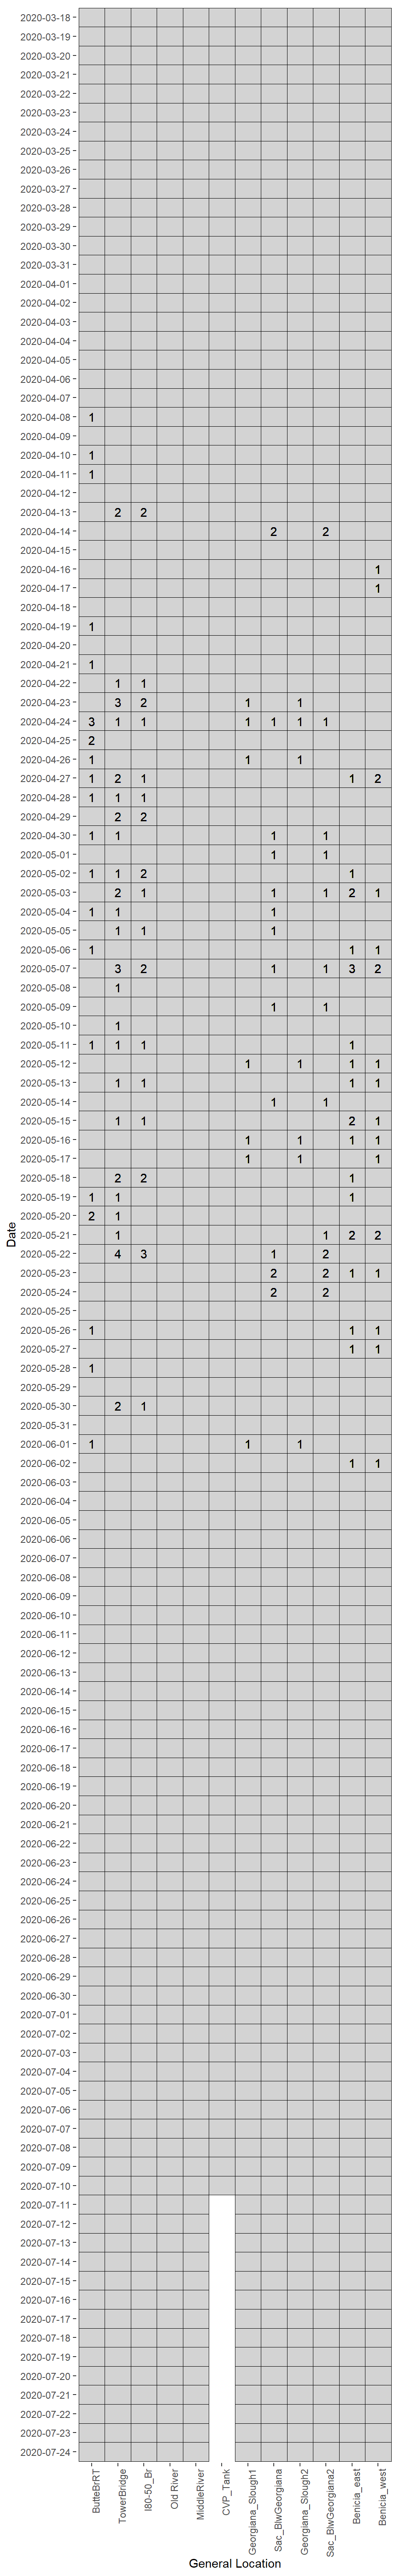 2020-03-18
2020-03-19
2020-03-20
2020-03-21
2020-03-22
2020-03-23
2020-03-24
2020-03-25
2020-03-26
2020-03-27
2020-03-28
2020-03-29
2020-03-30
2020-03-31
2020-04-01
2020-04-02
2020-04-03
2020-04-04
2020-04-05
2020-04-06
2020-04-07
2020-04-08 1
2020-04-09
2020-04-10 1
2020-04-11 1
2020-04-12
2020-04-13 2 2
2020-04-14 2 2
2020-04-15
2020-04-16 1
2020-04-17 1
2020-04-18
2020-04-19 1
2020-04-20
2020-04-21 1
2020-04-22 1 1
2020-04-23 3 2 1 1
2020-04-24 3 1 1 1 1 1 1
2020-04-25 2
2020-04-26 1 1 1
2020-04-27 1 2 1 1 2
2020-04-28 1 1 1
2020-04-29 2 2
2020-04-30 1 1 1 1
2020-05-01 1 1
2020-05-02 1 1 2 1
2020-05-03 2 1 1 1 2 1
2020-05-04 1 1 1
2020-05-05 1 1 1
2020-05-06 1 1 1
2020-05-07 3 2 1 1 3 2
2020-05-08 1
2020-05-09 1 1
2020-05-10 1
2020-05-11 1 1 1 1
2020-05-12 1 1 1 1
2020-05-13 1 1 1 1
2020-05-14 1 1
2020-05-15 1 1 2 1
2020-05-16 1 1 1 1
2020-05-17 1 1 1
2020-05-18 2 2 1
2020-05-19 1 1 1
2020-05-20 2 1
2020-05-21 1 1 2 2
2020-05-22 4 3 1 2
2020-05-23 2 2 1 1
2020-05-24 2 2
2020-05-25
2020-05-26 1 1 1
2020-05-27 1 1
2020-05-28 1
2020-05-29
2020-05-30 2 1
2020-05-31
2020-06-01 1 1 1
2020-06-02 1 1
2020-06-03
2020-06-04
2020-06-05
2020-06-06
2020-06-07
2020-06-08
2020-06-09
2020-06-10
2020-06-11
2020-06-12
2020-06-13
2020-06-14
2020-06-15
2020-06-16
2020-06-17
2020-06-18
2020-06-19
2020-06-20
2020-06-21
2020-06-22
2020-06-23
2020-06-24
2020-06-25
2020-06-26
2020-06-27
2020-06-28
2020-06-29
2020-06-30
2020-07-01
2020-07-02
2020-07-03
2020-07-04
2020-07-05
2020-07-06
2020-07-07
2020-07-08
2020-07-09
2020-07-10
2020-07-11
2020-07-12
2020-07-13
2020-07-14
2020-07-15
2020-07-16
2020-07-17
2020-07-18
2020-07-19
2020-07-20
2020-07-21
2020-07-22
2020-07-23
2020-07-24
Date
ButteBrRT
TowerBridge
I80-50_Br
Old River
MiddleRiver
CVP_Tank
Georgiana_Slough1
Sac_BlwGeorgiana
Georgiana_Slough2
Sac_BlwGeorgiana2
Benicia_east
Benicia_west
General Location